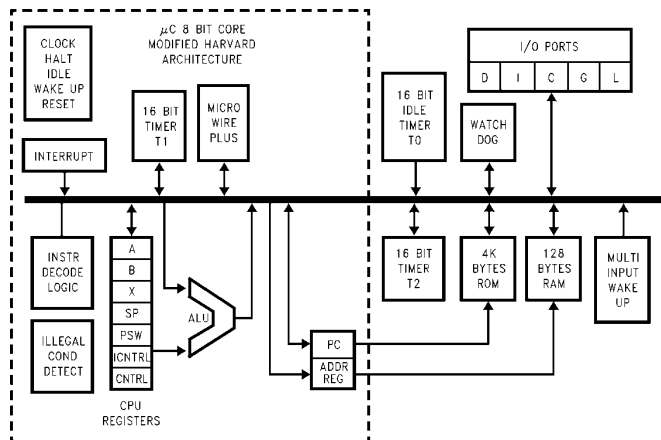 CLOCK
HALT
IDLE
WAKE UP
RESET
μC 8 BIT CORE
MODIFIED HARVARD
ARCHITECTURE
I/O PORTS
D I C G L
INTERRUPT
16 BIT
TIMER
T1
MICRO
WIRE
PLUS
16 BIT
IDLE
TIMER
T0
WATCH
DOG
INSTR
DECODE
LOGIC
ILLEGAL
COND
DETECT
A
B
X
SP
PSW
ICNTRL
CNTRL
CPU
REGISTERS
ALU
PC
ADDR
REG
16 BIT
TIMER
T2
4K
BYTES
ROM
128
BYTES
RAM
MULTI
INPUT
WAKE
UP